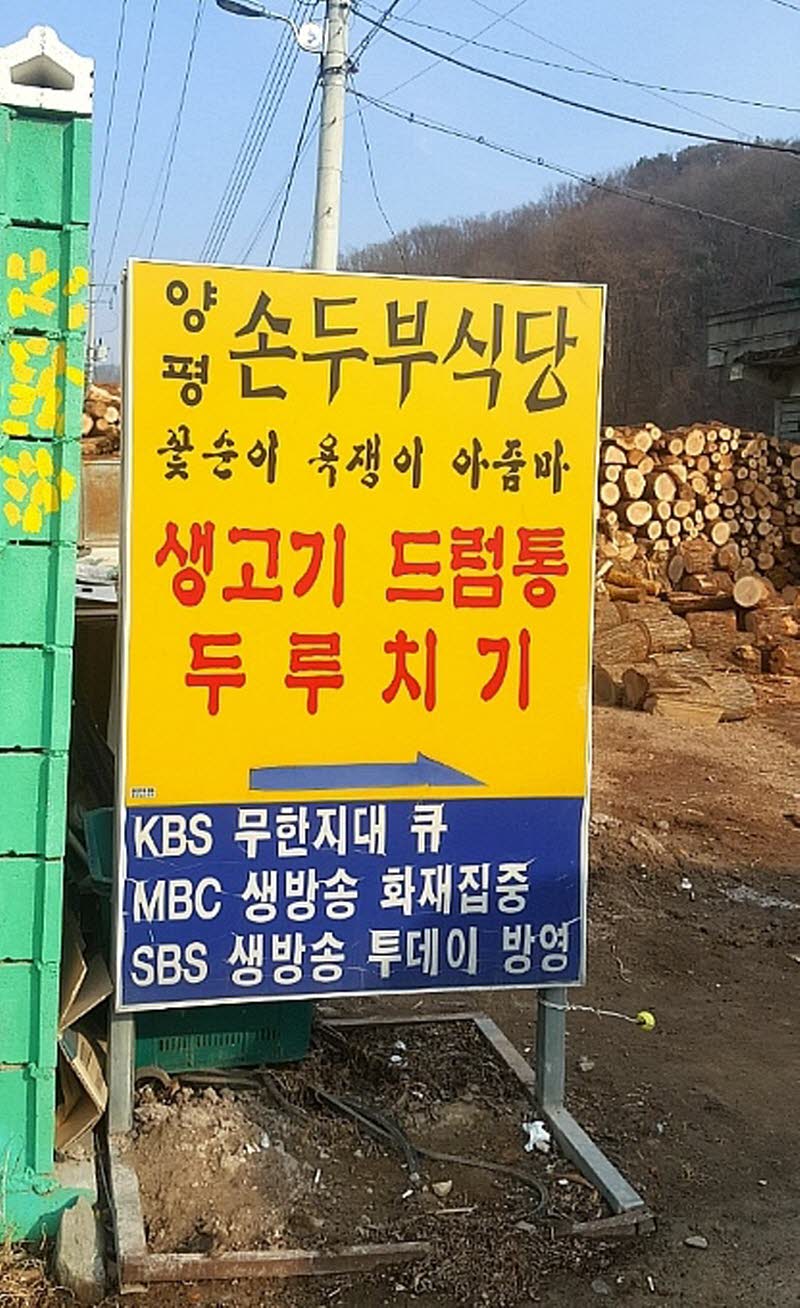 양평 손두부식당
꽃순이 욕쟁이 아줌마
생고기 드럼통
두루치기
KBS 무한지대 큐
MBC 생방송 화재집중
SBS 생방송 투데이 방영